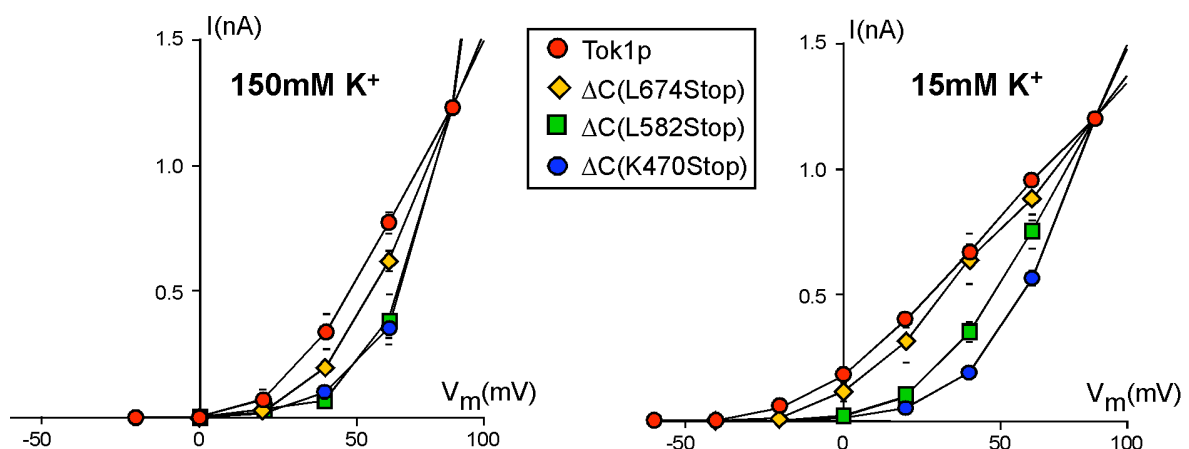 I(nA)
1.5
150mM K⁺
1.0
0.5
Vm(mV)
-50
0
50
100
Tok1p
ΔC(L674Stop)
ΔC(L582Stop)
ΔC(K470Stop)
I(nA)
1.5
15mM K⁺
1.0
0.5
Vm(mV)
-50
0
50
100